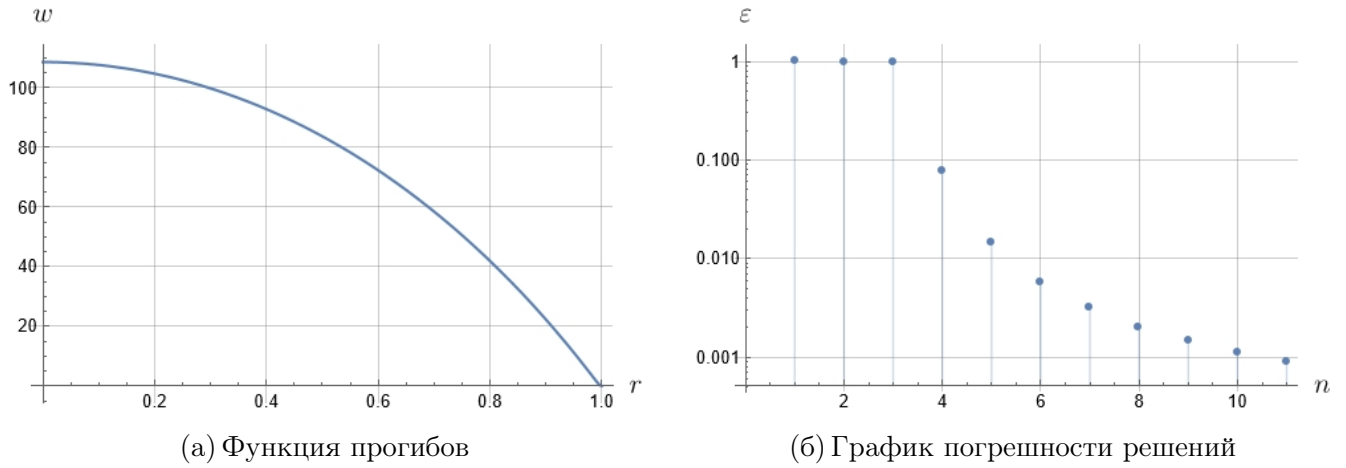 w
100
80
60
40
20
0.2 0.4 0.6 0.8 1.0 r
(а) Функция прогибов
ε
1
0.100
0.010
0.001
2 4 6 8 10 n
(б) График погрешности решений